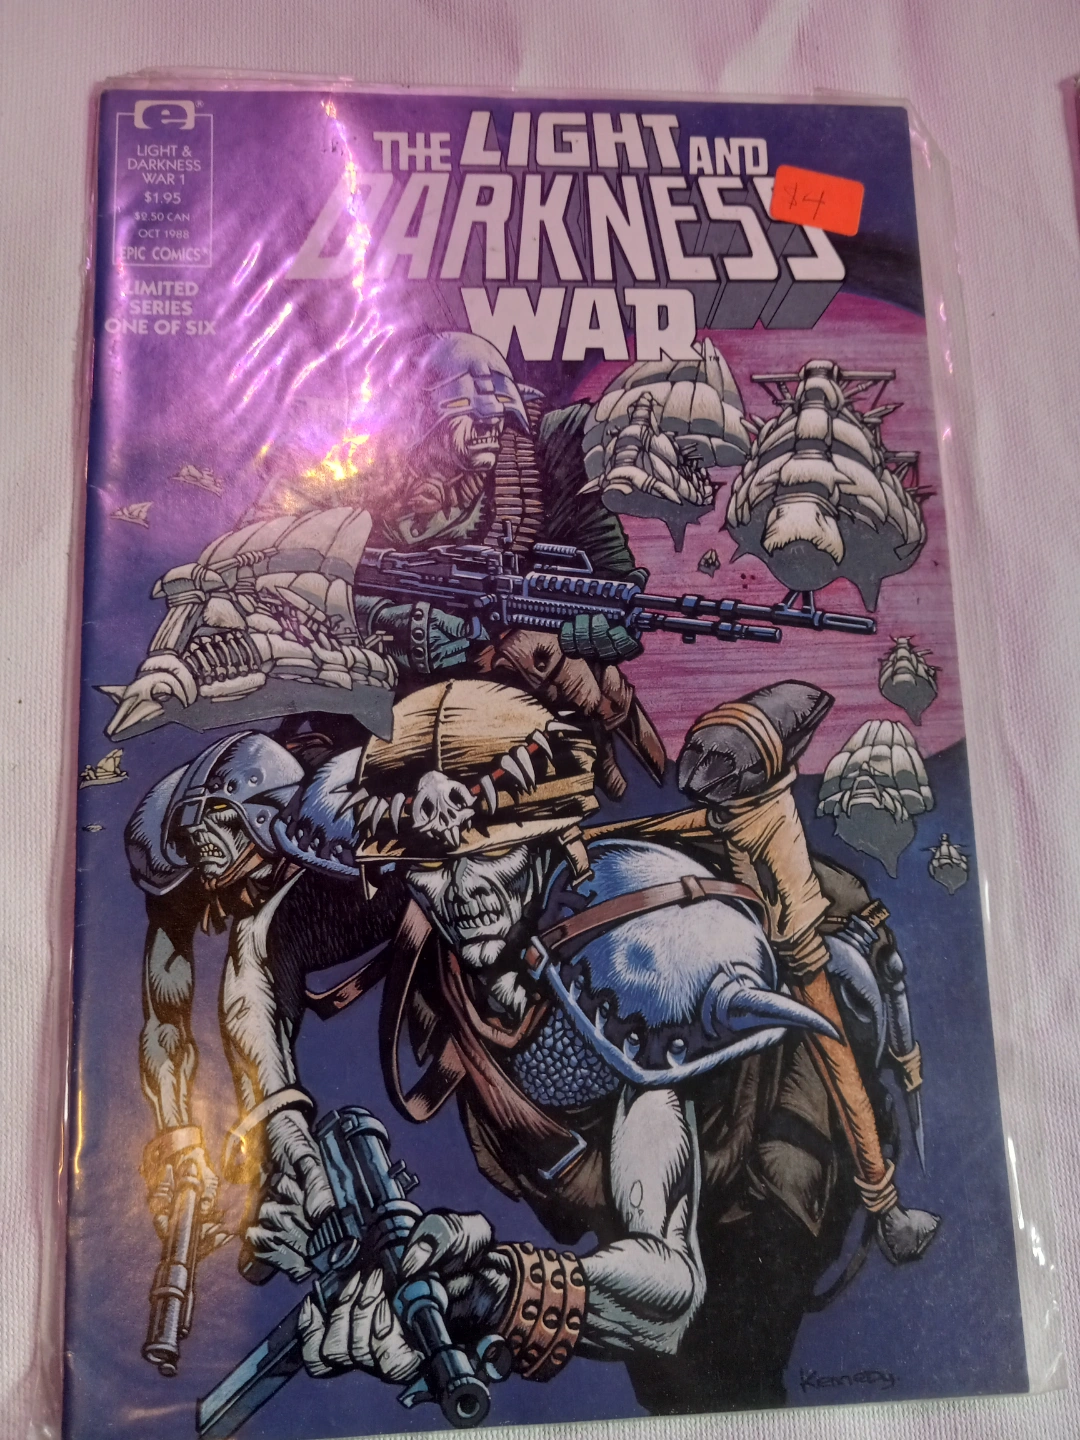 e®
LIGHT &
DARKNESS
WAR 1
$1.95
$2.50 CAN
OCT 1988
EPIC COMICS®
LIMITED
SERIES
ONE OF SIX
THE LIGHT AND
DARKNESS
$4
WAR™
Kennedy.